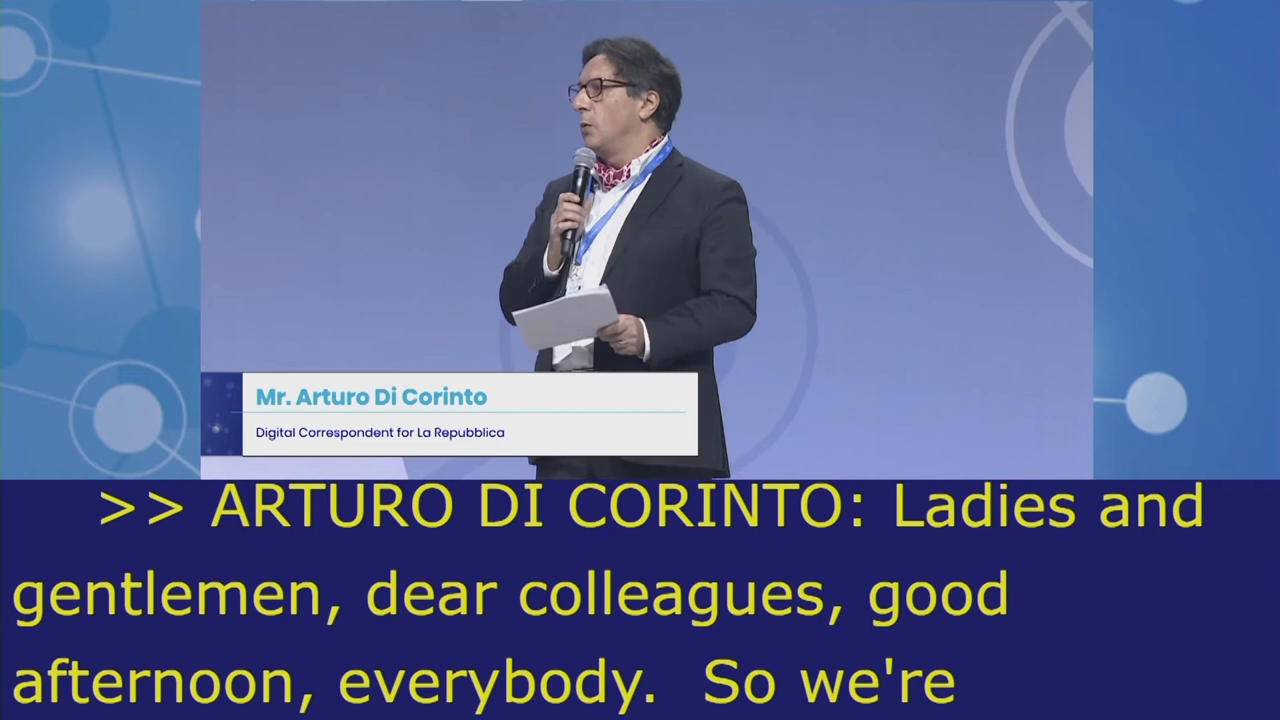 Mr. Arturo Di Corinto
Digital Correspondent for La Repubblica
>> ARTURO DI CORINTO: Ladies and
gentlemen, dear colleagues, good
afternoon, everybody.  So we're